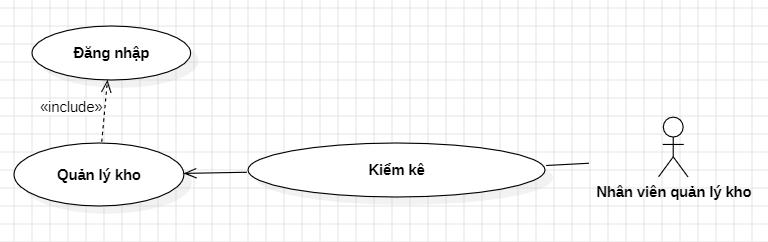 Đăng nhập
«include»
Quản lý kho
Kiểm kê
Nhân viên quản lý kho